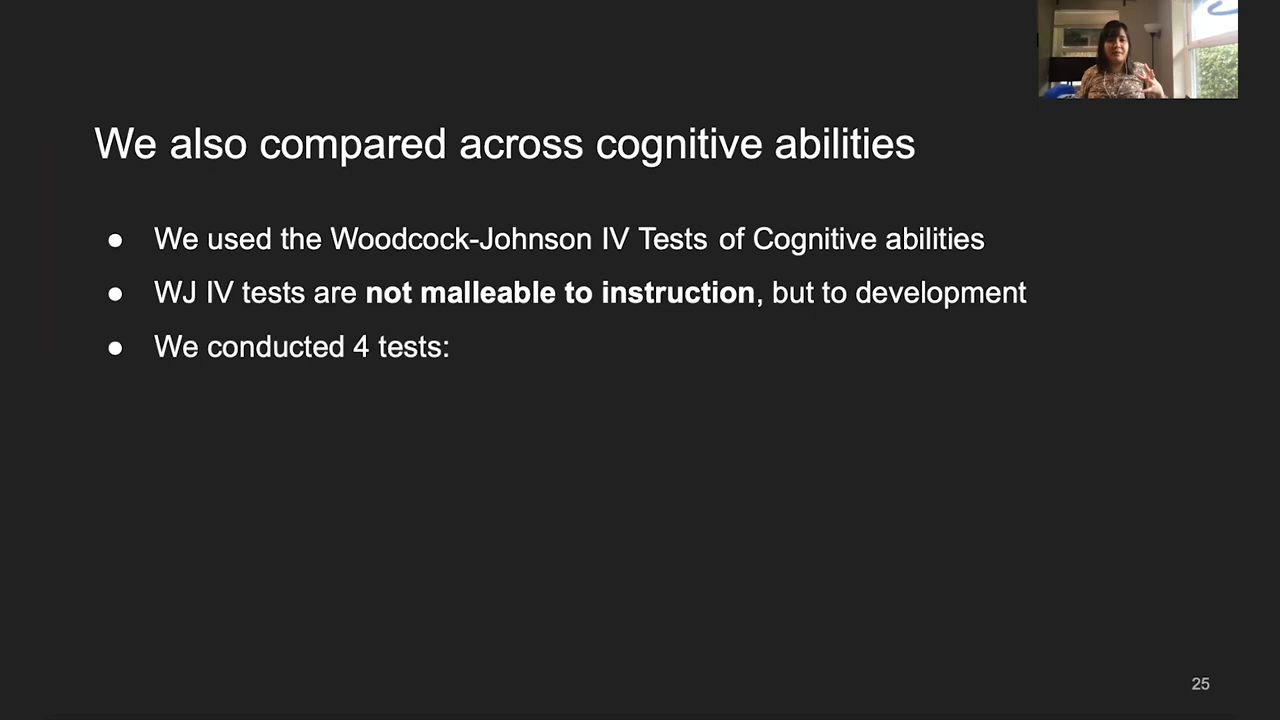 We also compared across cognitive abilities
● We used the Woodcock-Johnson IV Tests of Cognitive abilities
● WJ IV tests are not malleable to instruction, but to development
● We conducted 4 tests:
25